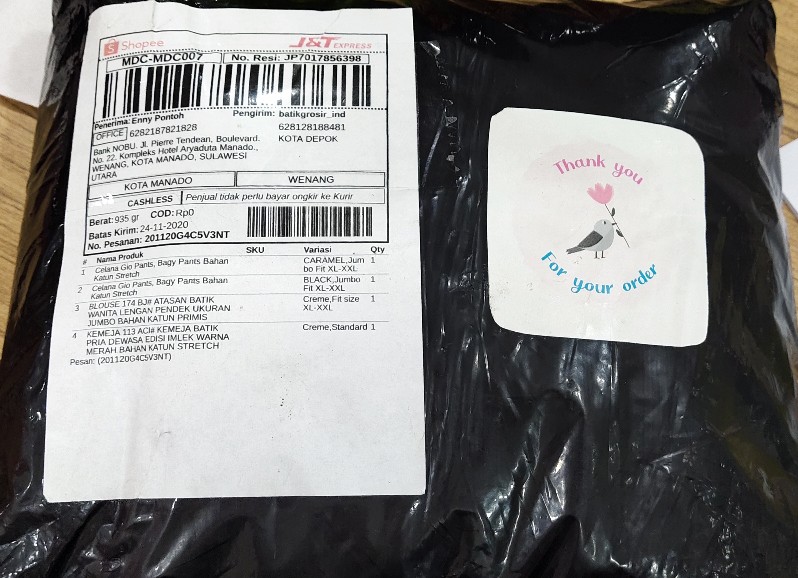 Shopee
J&T EXPRESS
MDC-MDC007
No. Resi: JP7017856398
Penerima: Enny Pontoh
Pengirim: batikgrosir_ind
OFFICE 6282187821828
628128188481
Bank NOBU. Jl. Pierre Tendean, Boulevard.
KOTA DEPOK
No. 22. Kompleks Hotel Aryaduta Manado.,
WENANG, KOTA MANADO, SULAWESI
UTARA
KOTA MANADO
WENANG
CASHLESS
Penjual tidak perlu bayar ongkir ke Kurir
Berat: 935 gr COD: Rp0
Batas Kirim: 24-11-2020
No. Pesanan: 201120G4C5V3NT
# Nama Produk SKU Variasi Qty
1 Celana Gio Pants, Bagy Pants Bahan CARAMEL,Jum 1
Katun Stretch bo Fit XL-XXL
2 Celana Gio Pants, Bagy Pants Bahan BLACK,Jumbo 1
Katun Stretch Fit XL-XXL
3 BLOUSE 174 BJ# ATASAN BATIK Creme,Fit size 1
WANITA LENGAN PENDEK UKURAN XL-XXL
JUMBO BAHAN KATUN PRIMIS
4 KEMEJA 113 ACI# KEMEJA BATIK Creme,Standard 1
PRIA DEWASA EDISI IMLEK WARNA
MERAH BAHAN KATUN STRETCH
Pesan: (201120G4C5V3NT)
Thank you
For your order